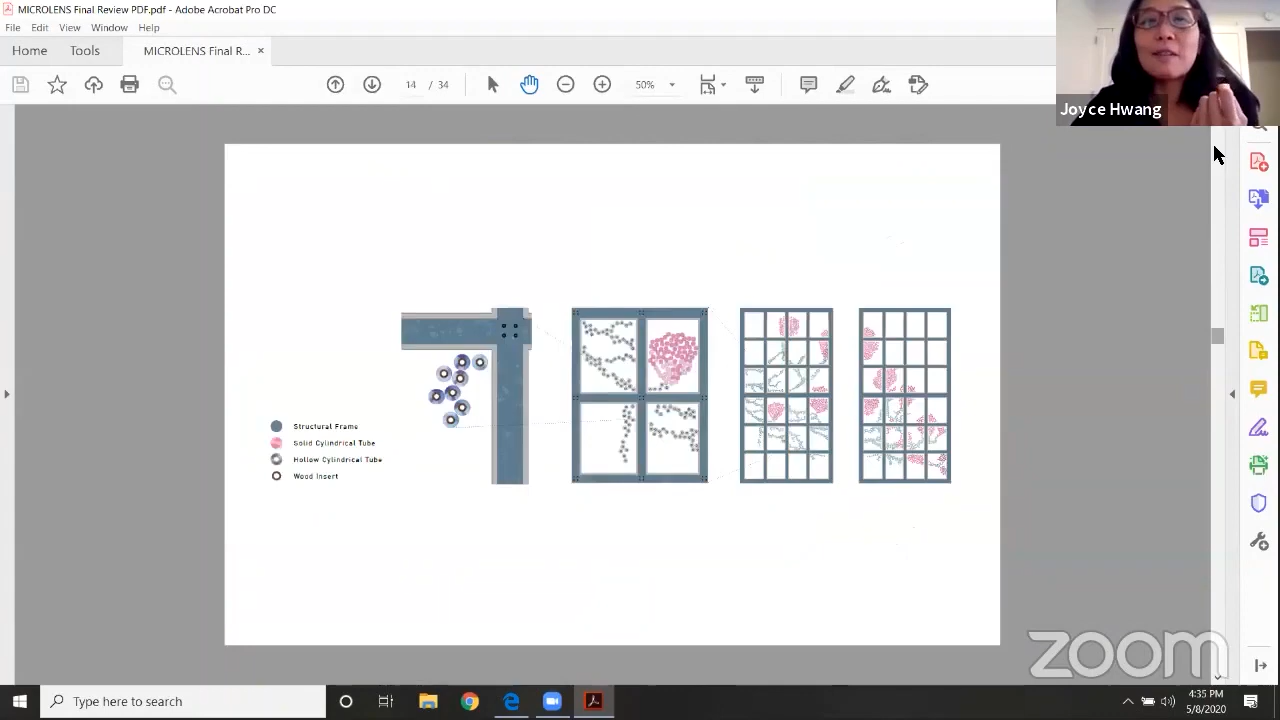 MICROLENS Final Review PDF.pdf - Adobe Acrobat Pro DC
File Edit View Window Help
Home Tools MICROLENS Final R... ×
14 / 34 50%
Joyce Hwang
Structural Frame
Solid Cylindrical Tube
Hollow Cylindrical Tube
Wood Insert
zoom
Type here to search
4:35 PM
5/8/2020